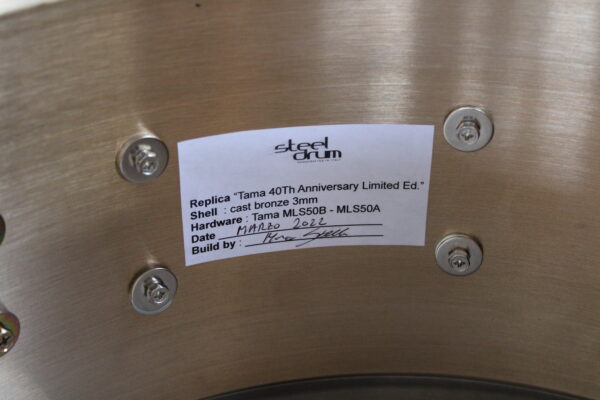 steel
drum
Replica "Tama 40Th Anniversary Limited Ed."
Shell : cast bronze 3mm
Hardware : Tama MLS50B - MLS50A
Date MARZO 2022
Build by :